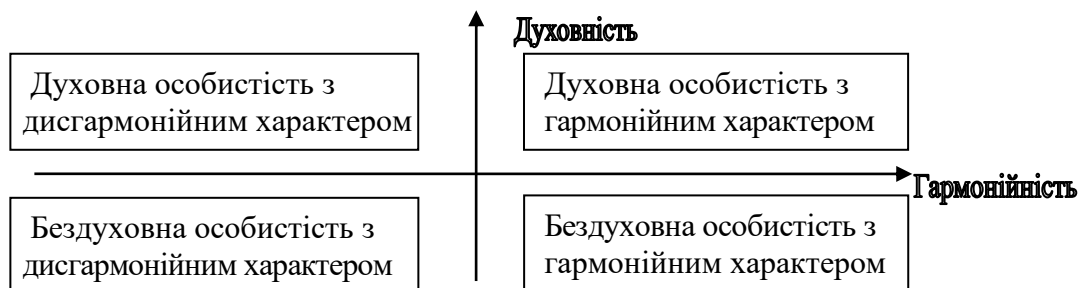 Духовність
Духовна особистість з
дисгармонійним характером
Духовна особистість з
гармонійним характером
Гармонійність
Бездуховна особистість з
дисгармонійним характером
Бездуховна особистість з
гармонійним характером